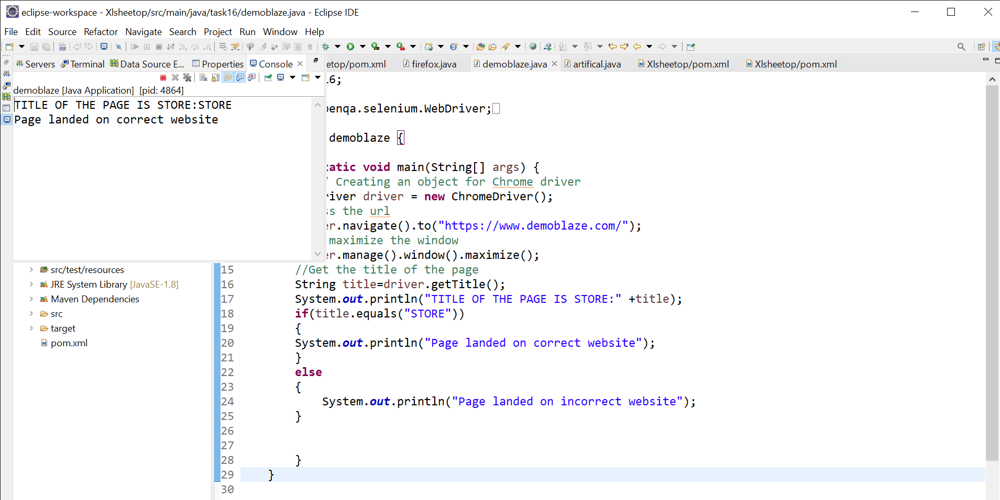 eclipse-workspace - Xlsheetop/src/main/java/task16/demoblaze.java - Eclipse IDE
File Edit Source Refactor Navigate Search Project Run Window Help
Servers Terminal Data Source E... Properties Console
etop/pom.xml firefox.java demoblaze.java artifical.java Xlsheetop/pom.xml Xlsheetop/pom.xml
demoblaze [Java Application] [pid: 4864]
TITLE OF THE PAGE IS STORE:STORE
Page landed on correct website
src/test/resources
JRE System Library [JavaSE-1.8]
Maven Dependencies
src
target
pom.xml
16;
penqa.selenium.WebDriver;
demoblaze {
tatic void main(String[] args) {
/ Creating an object for Chrome driver
river driver = new ChromeDriver();
ss the url
er.navigate().to("https://www.demoblaze.com/");
maximize the window
er.manage().window().maximize();
15 //Get the title of the page
16 String title=driver.getTitle();
17 System.out.println("TITLE OF THE PAGE IS STORE:" +title);
18 if(title.equals("STORE"))
19 {
20 System.out.println("Page landed on correct website");
21 }
22 else
23 {
24 System.out.println("Page landed on incorrect website");
25 }
26
27
28 }
29 }
30